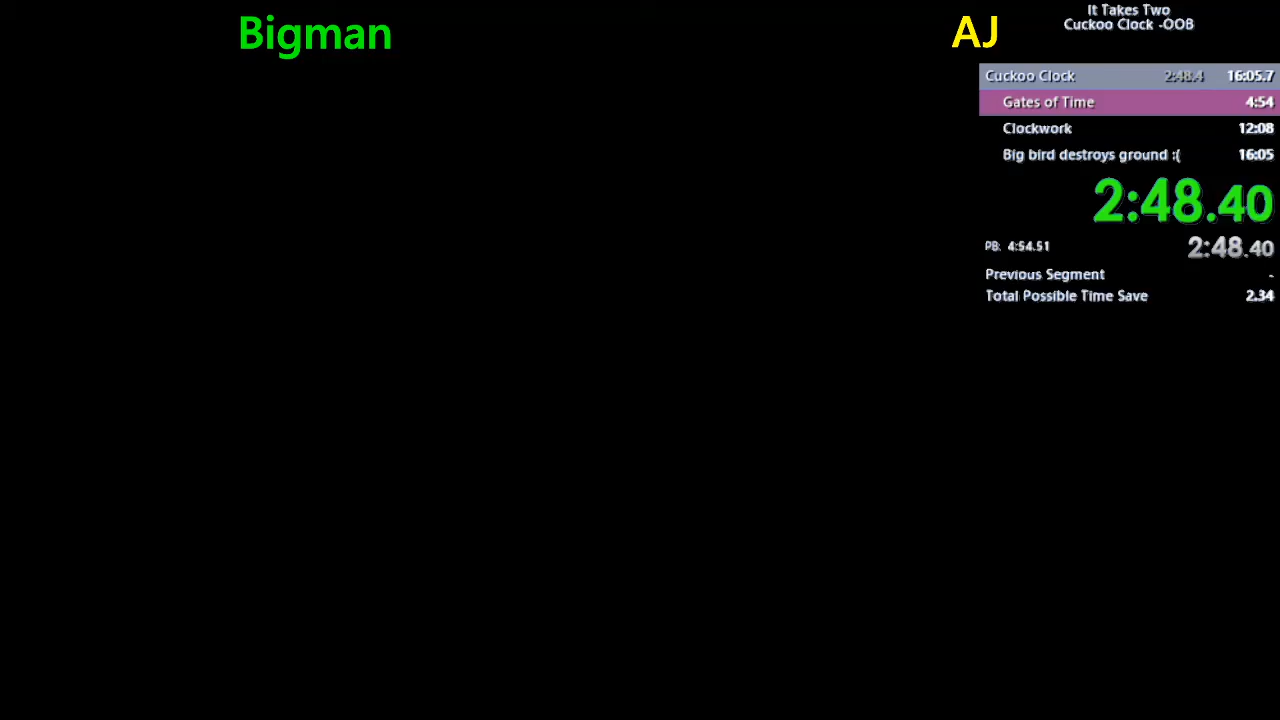 Bigman
AJ
It Takes Two
Cuckoo Clock -OOB
Cuckoo Clock 2:48.4 16:05.7
Gates of Time 4:54
Clockwork 12:08
Big bird destroys ground :( 16:05
2:48.40
PB: 4:54.51 2:48.40
Previous Segment -
Total Possible Time Save 2.34